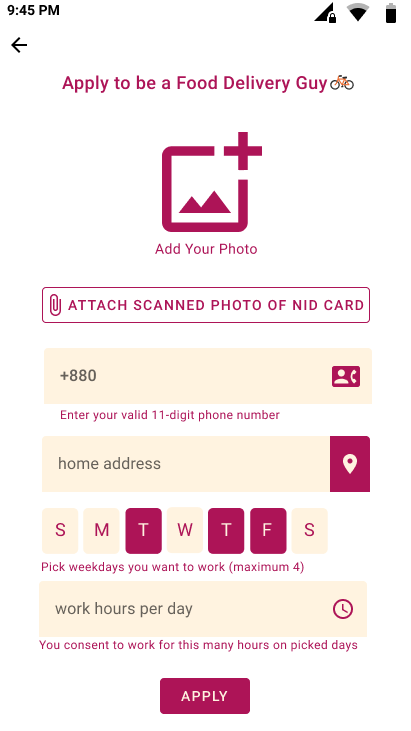 9:45 PM
Apply to be a Food Delivery Guy🚲
Add Your Photo
ATTACH SCANNED PHOTO OF NID CARD
+880
Enter your valid 11-digit phone number
home address
S M T W T F S
Pick weekdays you want to work (maximum 4)
work hours per day
You consent to work for this many hours on picked days
APPLY